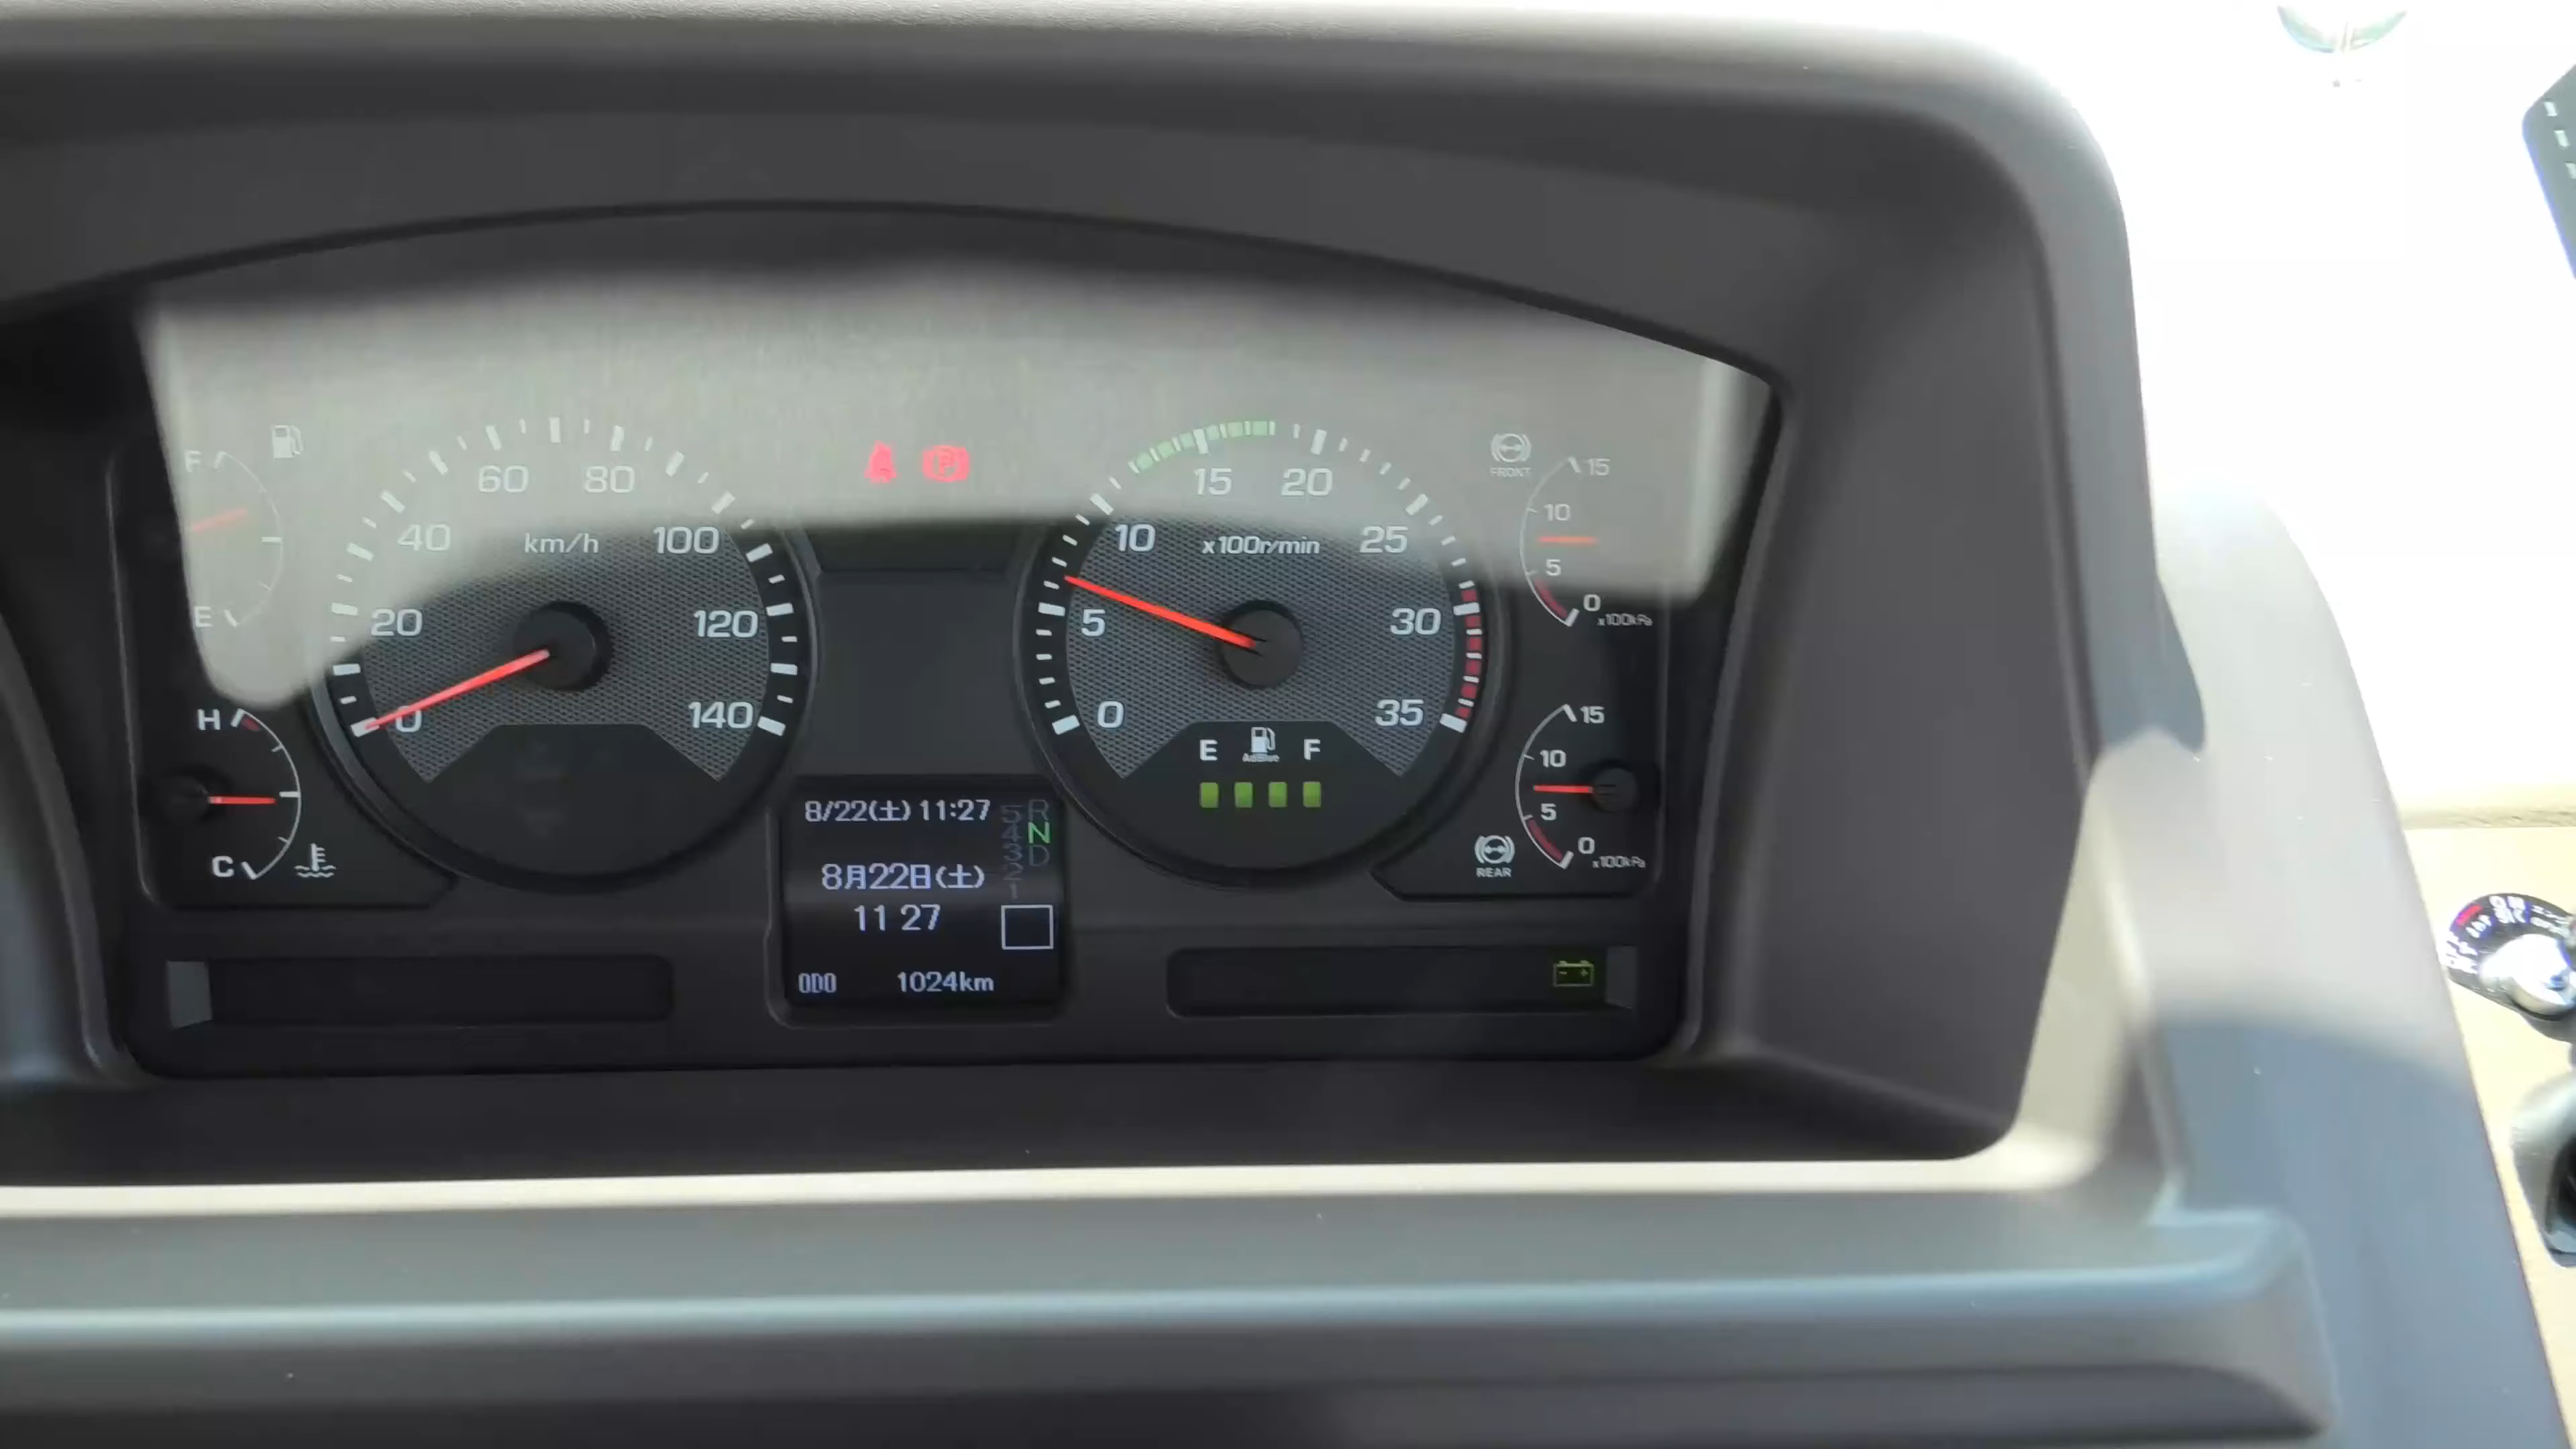 F
E
H
C
0
20
40
60
80
100
120
140
km/h
8/22(土) 11:27
8月22日(土)
11 27
ODO 1024km
R
N
D
5
4
3
2
1
0
5
10
15
20
25
30
35
x100r/min
E F
AdBlue
FRONT
15
10
5
0
x100kPa
15
10
5
0
x100kPa
REAR